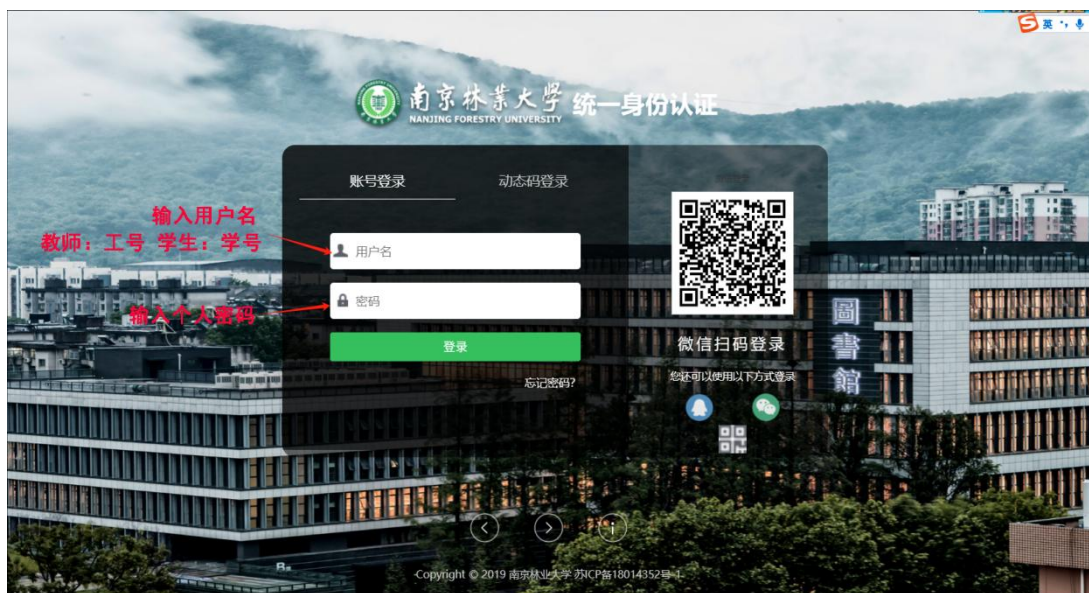 英
南京林业大学 统一身份认证
NANJING FORESTRY UNIVERSITY
账号登录 动态码登录
输入用户名
教师：工号 学生：学号
用户名
输入个人密码
密码
登录
忘记密码?
微信扫码登录
您还可以使用以下方式登录
圖書館
Copyright © 2019 南京林业大学 苏ICP备18014352号-1